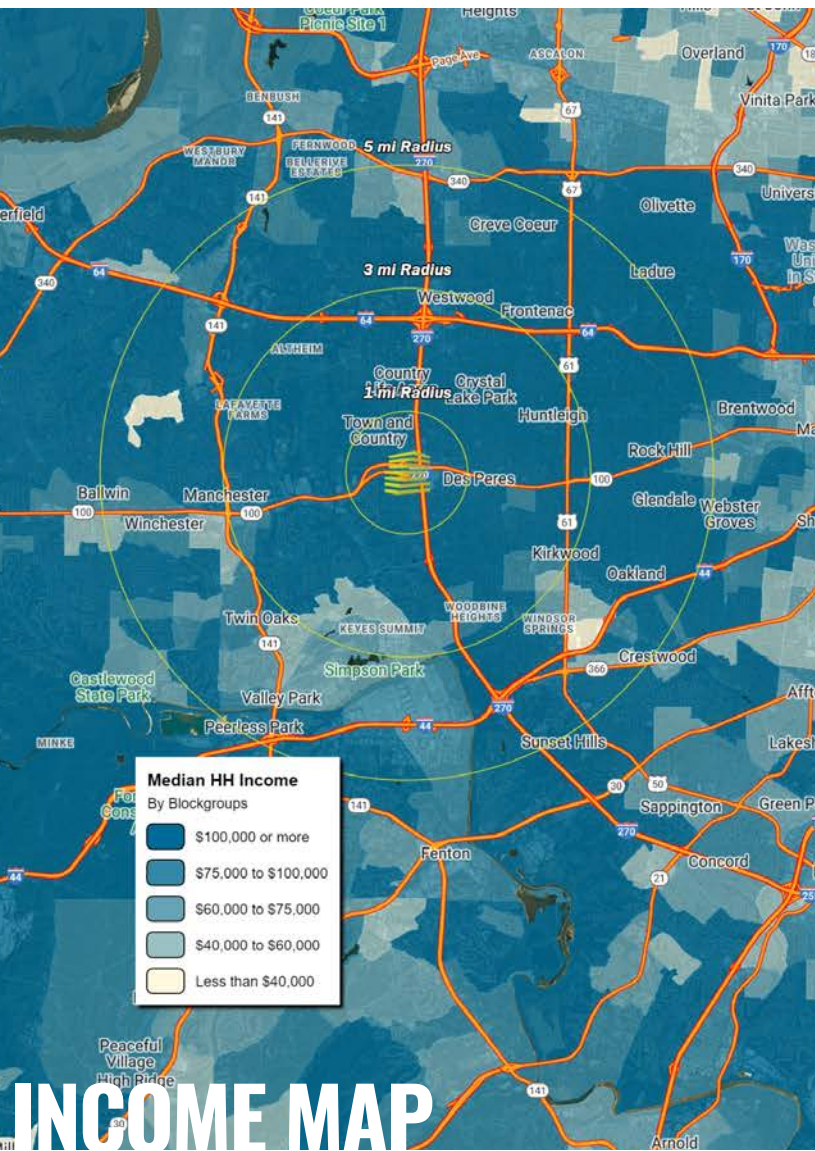 Coeur Park
Picnic Site 1
Heights
Page Ave
ASCALON
Overland
170
BENBUSH
67
Vinita Park
141
WESTBURY
MANOR
FERNWOOD
BELLERIVE
ESTATES
5 mi Radius
270
340
340
67
141
Olivette
erfield
Creve Coeur
Univers
64
3 mi Radius
Ladue
170
340
Westwood
Frontenac
64
64
141
270
ALTHEIM
61
Country
1 mi Radius
Crystal
Lake Park
LAFAYETTE
FARMS
Huntleigh
Brentwood
Town and
Country
Rock Hill
Des Peres
100
Ballwin
Manchester
Glendale
Webster
Groves
100
Winchester
100
61
Kirkwood
Oakland
44
Twin Oaks
KEYES SUMMIT
WOODBINE
HEIGHTS
WINDSOR
SPRINGS
141
Crestwood
Simpson Park
366
Castlewood
State Park
Valley Park
270
Afft
Peerless Park
44
MINKE
Sunset Hills
Lakesh
Median HH Income
By Blockgroups
$100,000 or more
$75,000 to $100,000
$60,000 to $75,000
$40,000 to $60,000
Less than $40,000
30
50
141
Sappington
Green P
270
Fenton
Concord
44
21
Peaceful
Village
High Ridge
INCOME MAP
30
141
Arnold